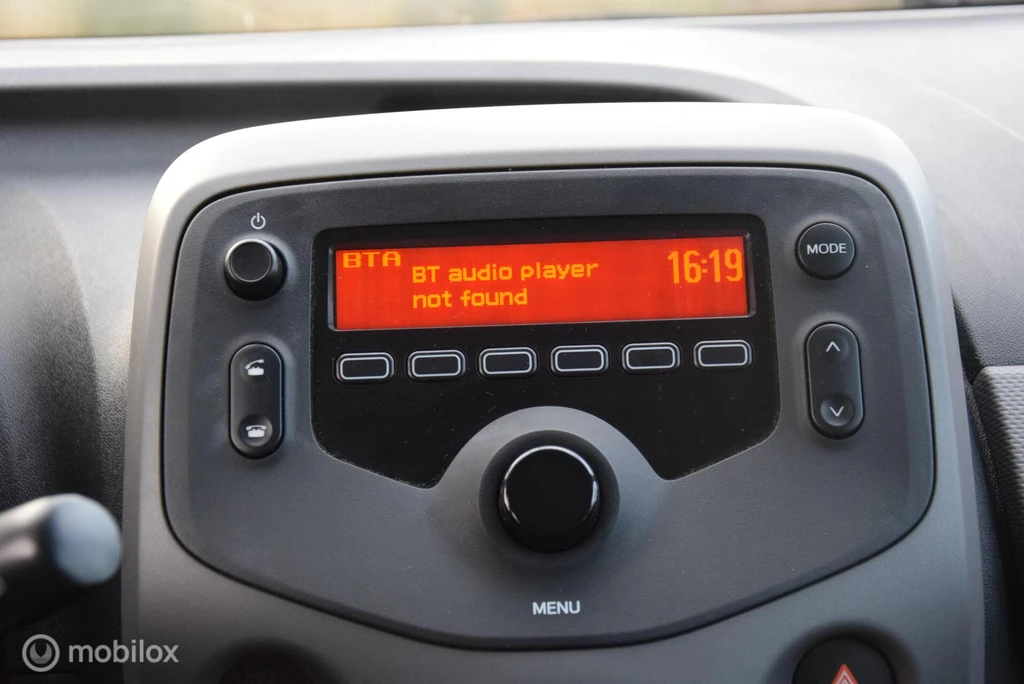 BTA
BT audio player
not found
16:19
MODE
MENU
mobilox